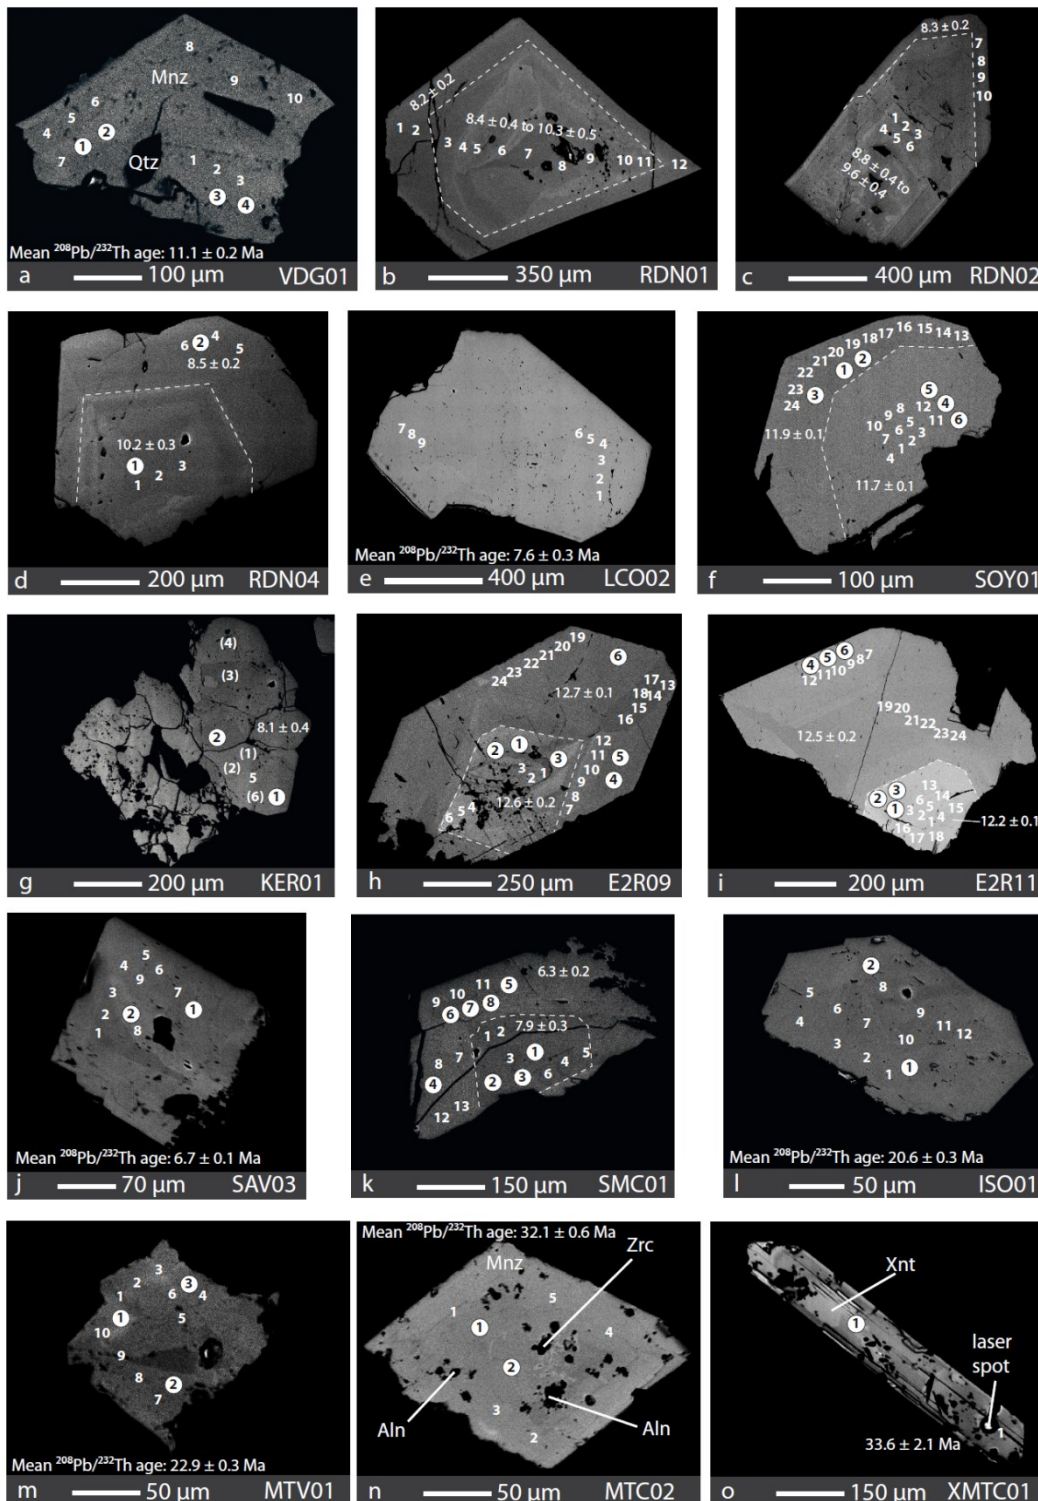 8
Mnz
9
10
6
5
4
2
1
7
Qtz
1
2
3
3
4
Mean ²⁰⁸Pb/²³²Th age: 11.1 ± 0.2 Ma
a 100 µm VDG01
8.2 ± 0.2
8.4 ± 0.4 to 10.3 ± 0.5
1 2 3 4 5 6 7 8 9 10 11 12
b 350 µm RDN01
8.3 ± 0.2
7
8
9
10
1
4 2 3
5 6
8.8 ± 0.4 to
9.6 ± 0.4
c 400 µm RDN02
6 2 4 5
8.5 ± 0.2
10.2 ± 0.3
1 3
1 2
d 200 µm RDN04
7 8 9
6 5 4
3
2
1
Mean ²⁰⁸Pb/²³²Th age: 7.6 ± 0.3 Ma
e 400 µm LCO02
24 23 22 21 20 19 18 17 16 15 14 13
1 2
3
5
4
6
12 11
8
9
10
5
6
3
7
2
1
4
11.9 ± 0.1
11.7 ± 0.1
f 100 µm SOY01
(4)
(3)
8.1 ± 0.4
2
(1)
(2)
5
(6) 1
g 200 µm KER01
24 23 22 21 20 19
6
12.7 ± 0.1
17 13
18 14
15
16
12
11 5
10
9 4
8
7
2 1 3
3 2 1
12.6 ± 0.2
6 5 4
h 250 µm E2R09
4 5 6
12 11 10 9 8 7
19 20 21 22 23 24
12.5 ± 0.2
3
2
1
13
14
6
5 15
3 2 4
1
16
17 18
12.2 ± 0.1
i 200 µm E2R11
5
4 6
9
3 7
2 2 1
1 8
Mean ²⁰⁸Pb/²³²Th age: 6.7 ± 0.1 Ma
j 70 µm SAV03
6.3 ± 0.2
9 10 11 5
6 7 8
7.9 ± 0.3
1 2
7
8 3 1 5
4
4 2 3 6
13
12
k 150 µm SMC01
2
8
5
6
4 7 9
11 12
3 10
2
1 1
Mean ²⁰⁸Pb/²³²Th age: 20.6 ± 0.3 Ma
l 50 µm ISO01
3
2 3
1 6 4
1 5
10
9
8 2
7
Mean ²⁰⁸Pb/²³²Th age: 22.9 ± 0.3 Ma
m 50 µm MTV01
Mean ²⁰⁸Pb/²³²Th age: 32.1 ± 0.6 Ma
Zrc
Mnz
5
1
1 4
2
3
2
Aln Aln
n 50 µm MTC02
Xnt
1
laser
spot
1
33.6 ± 2.1 Ma
o 150 µm XMTC01